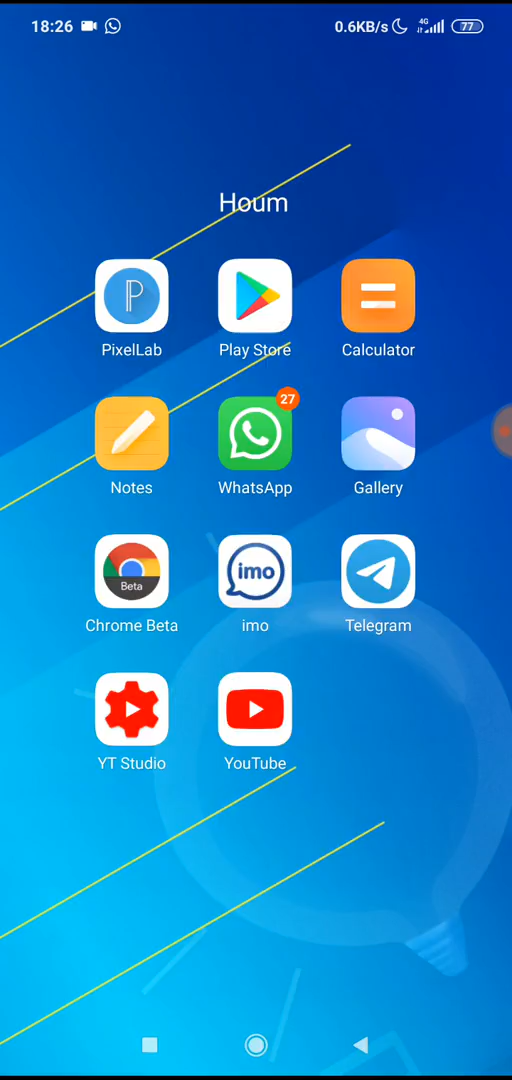 18:26 0.6KB/s 4G 77
Houm
P
PixelLab Play Store Calculator
27
Notes WhatsApp Gallery
Beta imo
Chrome Beta imo Telegram
YT Studio YouTube